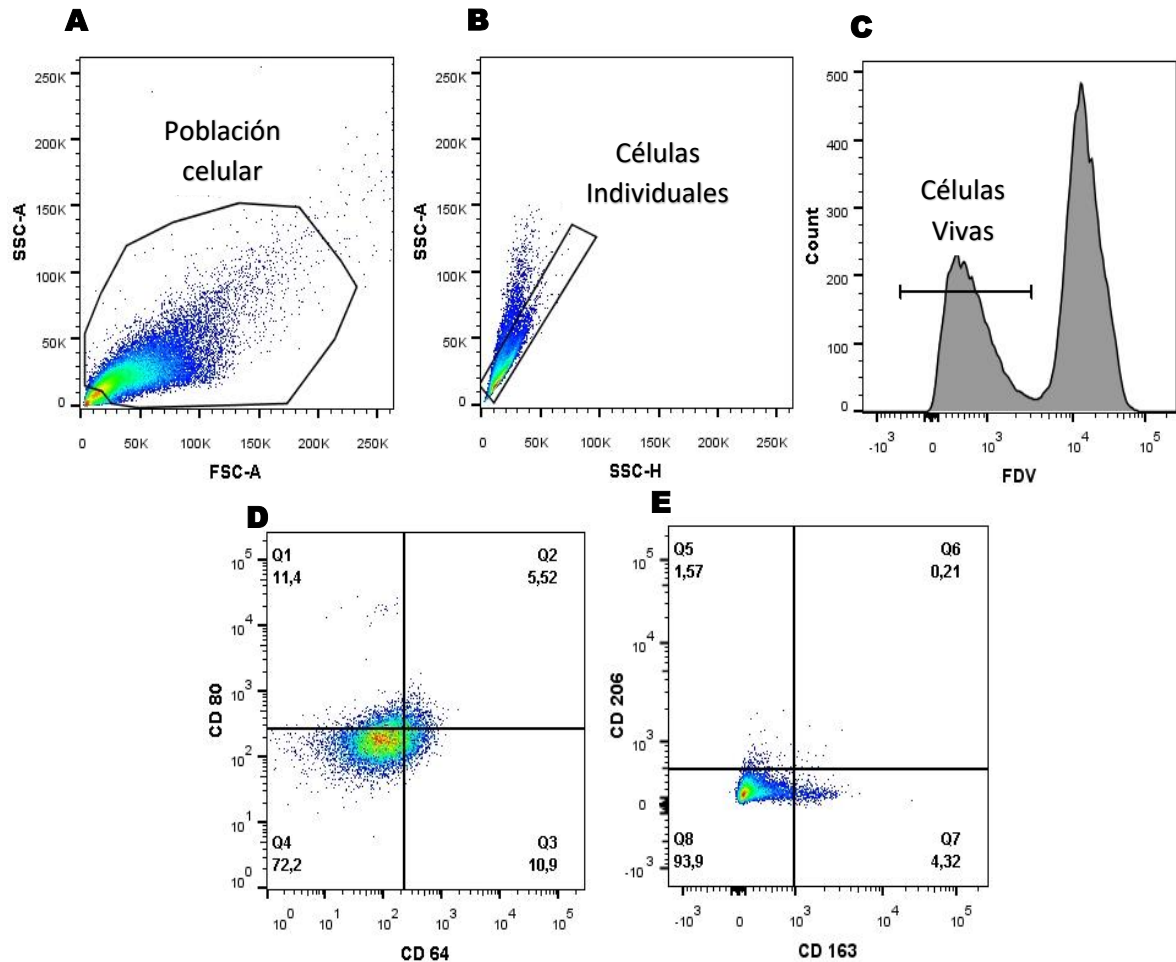 A
250K
200K
150K
100K
50K
0
SSC-A
Población
celular
0 50K 100K 150K 200K 250K
FSC-A
B
250K
200K
150K
100K
50K
0
SSC-A
Células
Individuales
0 50K 100K 150K 200K 250K
SSC-H
C
500
400
300
200
100
0
Count
Células
Vivas
-10³ 0 10³ 10⁴ 10⁵
FDV
D
10⁵
10⁴
10³
10²
10¹
10⁰
CD 80
Q1
11,4
Q2
5,52
Q4
72,2
Q3
10,9
10⁰ 10¹ 10² 10³ 10⁴ 10⁵
CD 64
E
10⁵
10⁴
10³
0
-10³
CD 206
Q5
1,57
Q6
0,21
Q8
93,9
Q7
4,32
-10³ 0 10³ 10⁴ 10⁵
CD 163